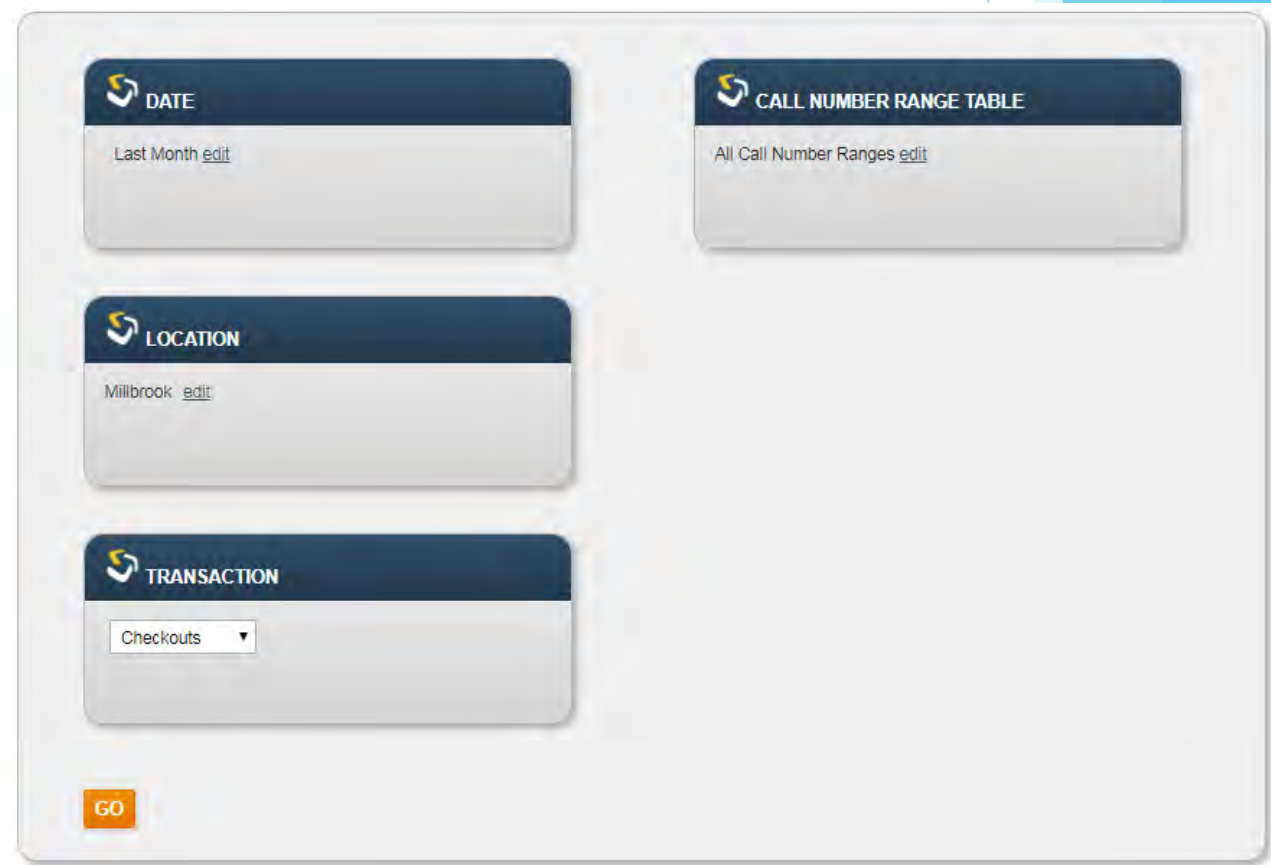 DATE
Last Month edit
CALL NUMBER RANGE TABLE
All Call Number Ranges edit
LOCATION
Millbrook edit
TRANSACTION
Checkouts
GO